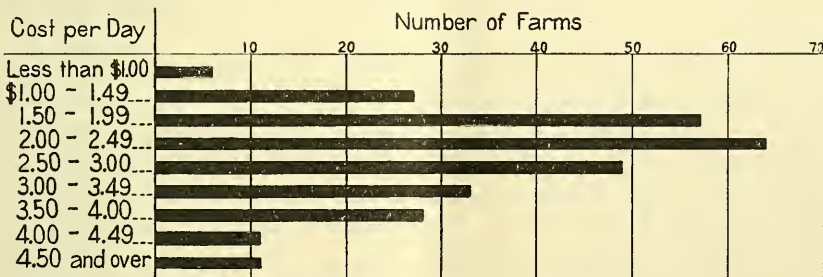 Cost per Day Number of Farms
10 20 30 40 50 60 70
Less than $1.00
$1.00 - 1.49
1.50 - 1.99
2.00 - 2.49
2.50 - 3.00
3.00 - 3.49
3.50 - 4.00
4.00 - 4.49
4.50 and over